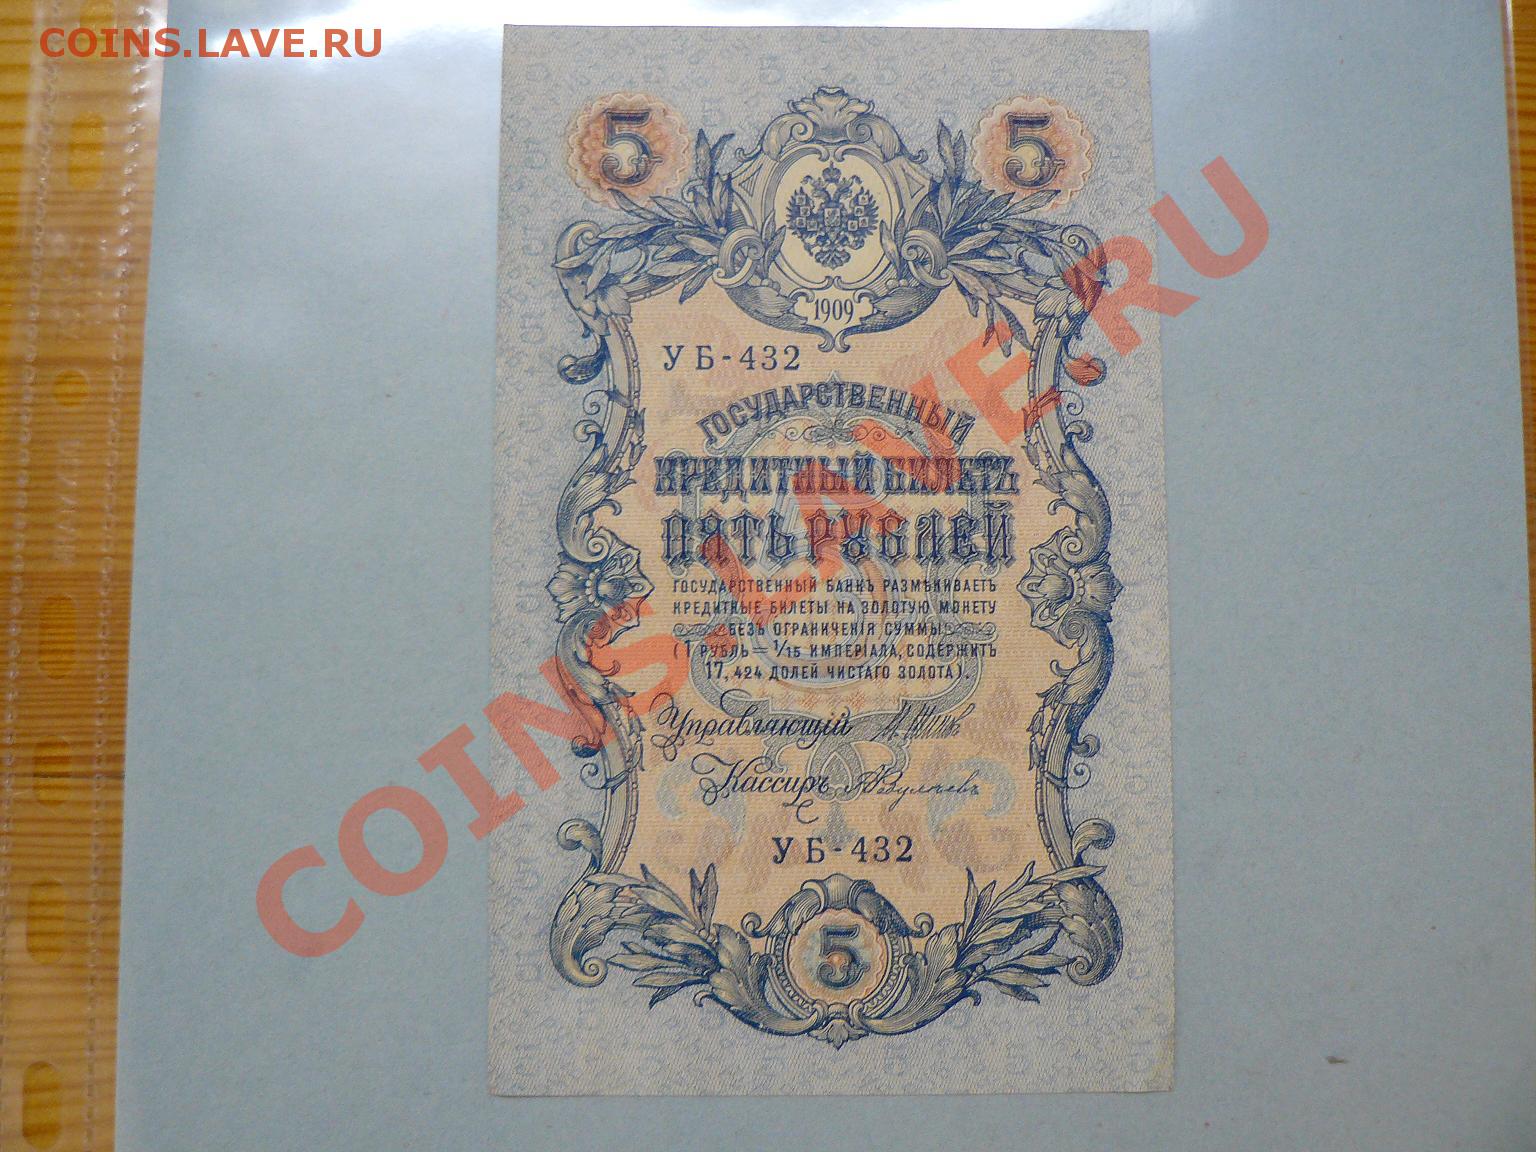 COINS.LAVE.RU
5 5
1909
УБ-432
ГОСУДАРСТВЕННЫЙ
КРЕДИТНЫЙ БИЛЕТЪ
ПЯТЬ РУБЛЕЙ
ГОСУДАРСТВЕННЫЙ БАНКЪ РАЗМѢНИВАЕТЪ
КРЕДИТНЫЕ БИЛЕТЫ НА ЗОЛОТУЮ МОНЕТУ
БЕЗЪ ОГРАНИЧЕНІЯ СУММЫ
(1 РУБЛЬ = 1/15 ИМПЕРІАЛА, СОДЕРЖИТЪ
17,424 ДОЛЕЙ ЧИСТАГО ЗОЛОТА).
Управляющій
Кассиръ
УБ-432
5
COINS.LAVE.RU